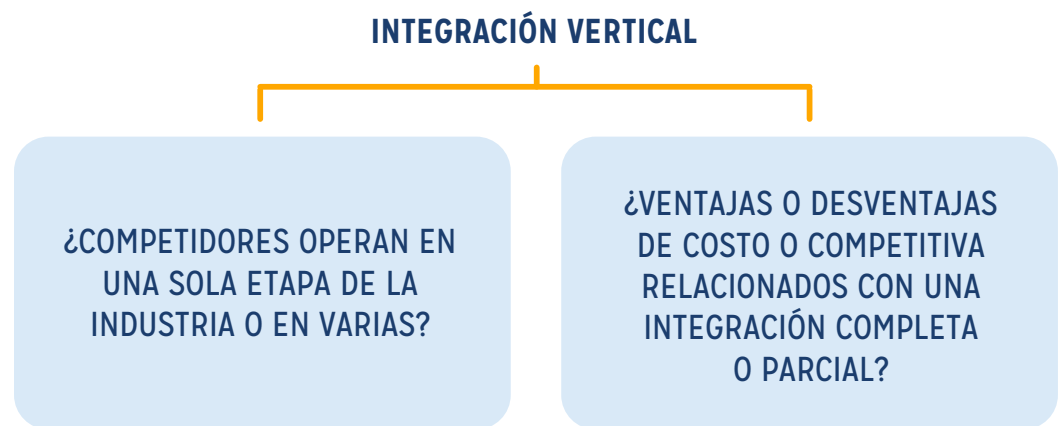 INTEGRACIÓN VERTICAL
¿COMPETIDORES OPERAN EN
UNA SOLA ETAPA DE LA
INDUSTRIA O EN VARIAS?
¿VENTAJAS O DESVENTAJAS
DE COSTO O COMPETITIVA
RELACIONADOS CON UNA
INTEGRACIÓN COMPLETA
O PARCIAL?